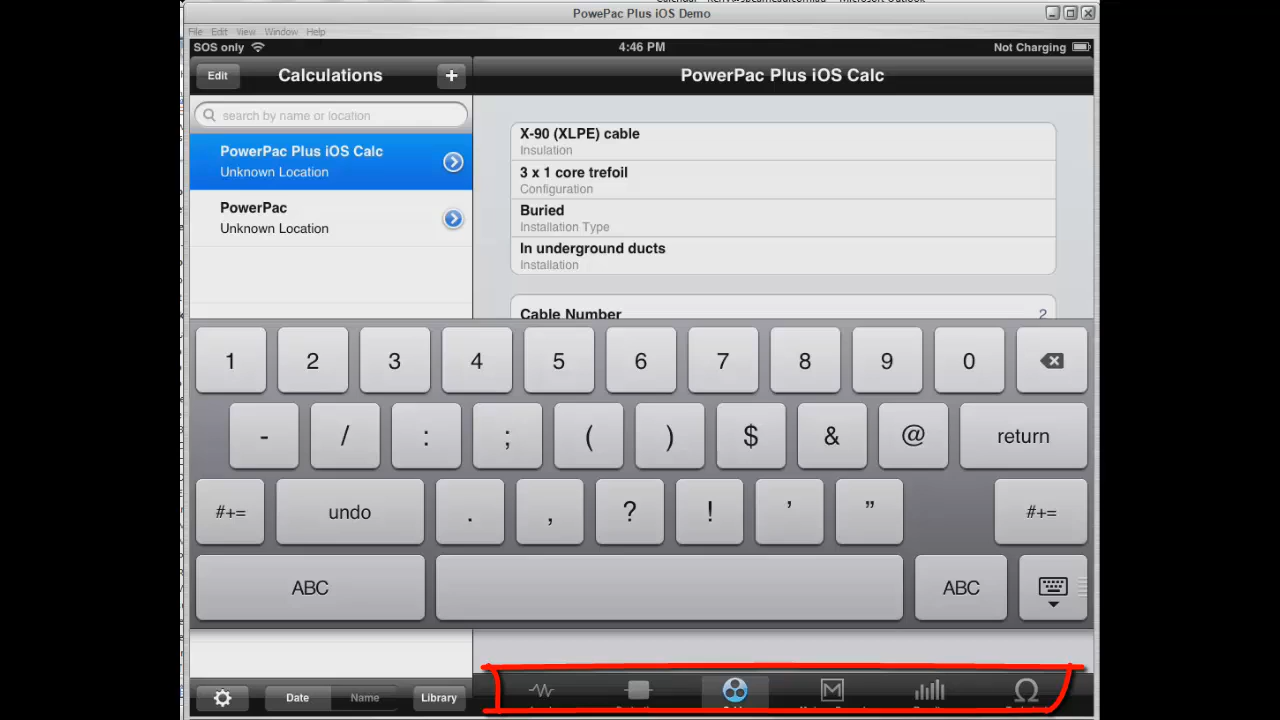 PowePac Plus iOS Demo
File Edit View Window Help
SOS only 4:46 PM Not Charging
Edit Calculations + PowerPac Plus iOS Calc
search by name or location
PowerPac Plus iOS Calc
Unknown Location
PowerPac
Unknown Location
X-90 (XLPE) cable
Insulation
3 x 1 core trefoil
Configuration
Buried
Installation Type
In underground ducts
Installation
Cable Number 2
1 2 3 4 5 6 7 8 9 0
- / : ; ( ) $ & @ return
#+= undo . , ? ! ’ ” #+=
ABC ABC
Date Name Library